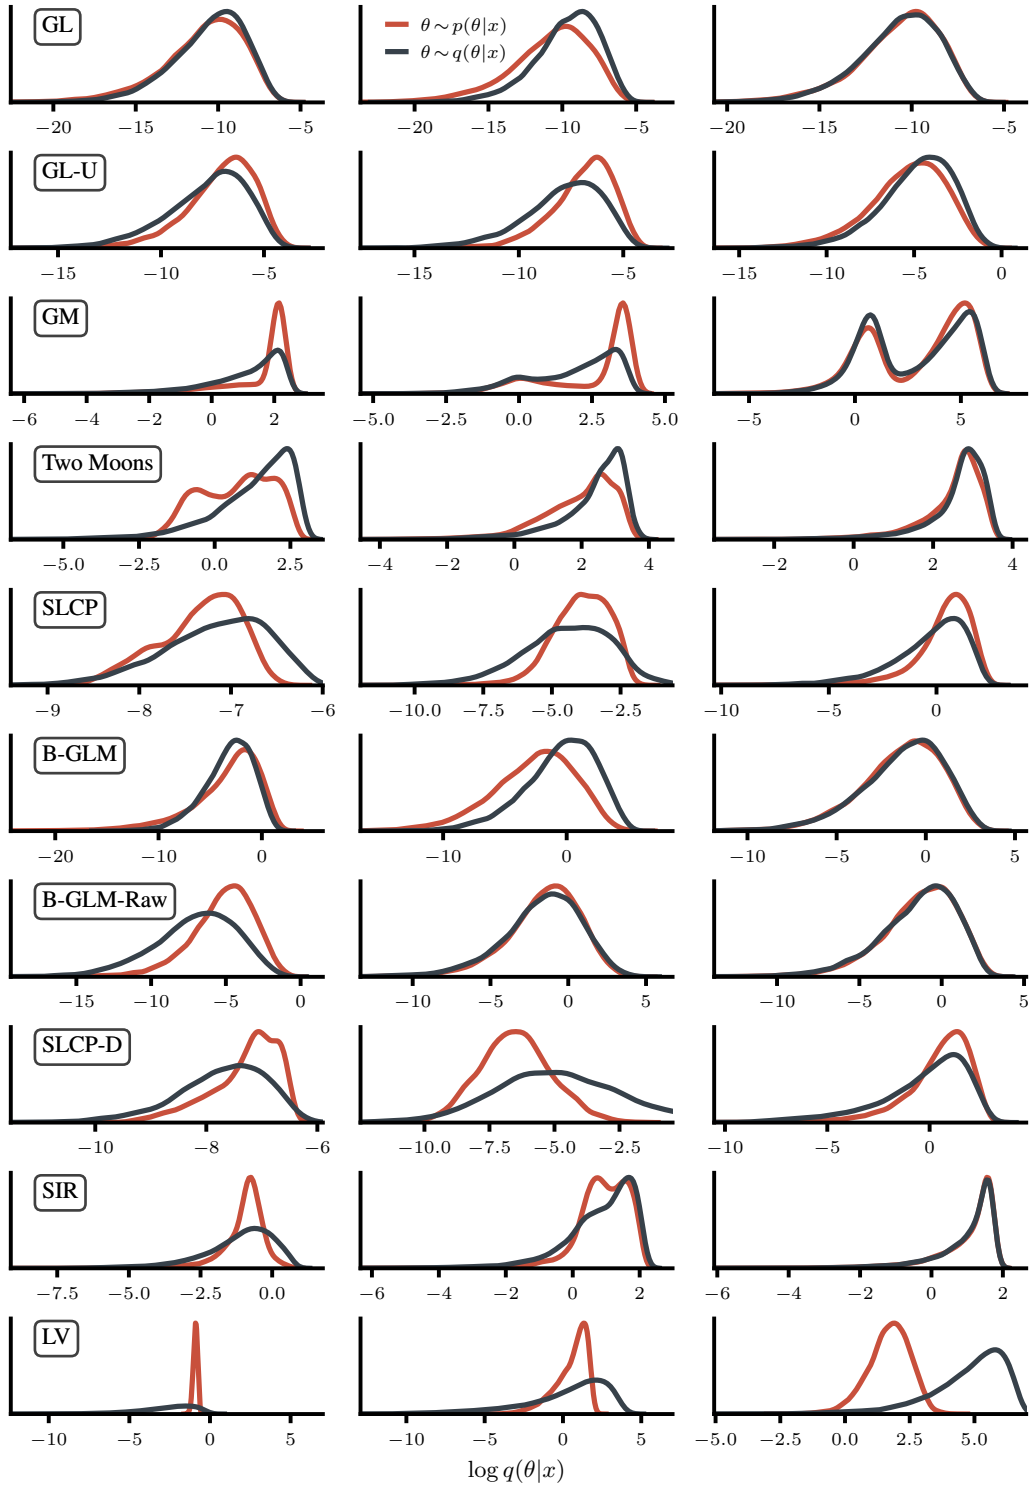 GL
θ ∼ p(θ|x)
θ ∼ q(θ|x)
−20 −15 −10 −5
−20 −15 −10 −5
−20 −15 −10 −5
GL-U
−15 −10 −5
−15 −10 −5
−15 −10 −5 0
GM
−6 −4 −2 0 2
−5.0 −2.5 0.0 2.5 5.0
−5 0 5
Two Moons
−5.0 −2.5 0.0 2.5
−4 −2 0 2 4
−2 0 2 4
SLCP
−9 −8 −7 −6
−10.0 −7.5 −5.0 −2.5
−10 −5 0
B-GLM
−20 −10 0
−10 0
−10 −5 0 5
B-GLM-Raw
−15 −10 −5 0
−10 −5 0 5
−10 −5 0 5
SLCP-D
−10 −8 −6
−10.0 −7.5 −5.0 −2.5
−10 −5 0
SIR
−7.5 −5.0 −2.5 0.0
−6 −4 −2 0 2
−6 −4 −2 0 2
LV
−10 −5 0 5
−10 −5 0 5
−5.0 −2.5 0.0 2.5 5.0
log q(θ|x)